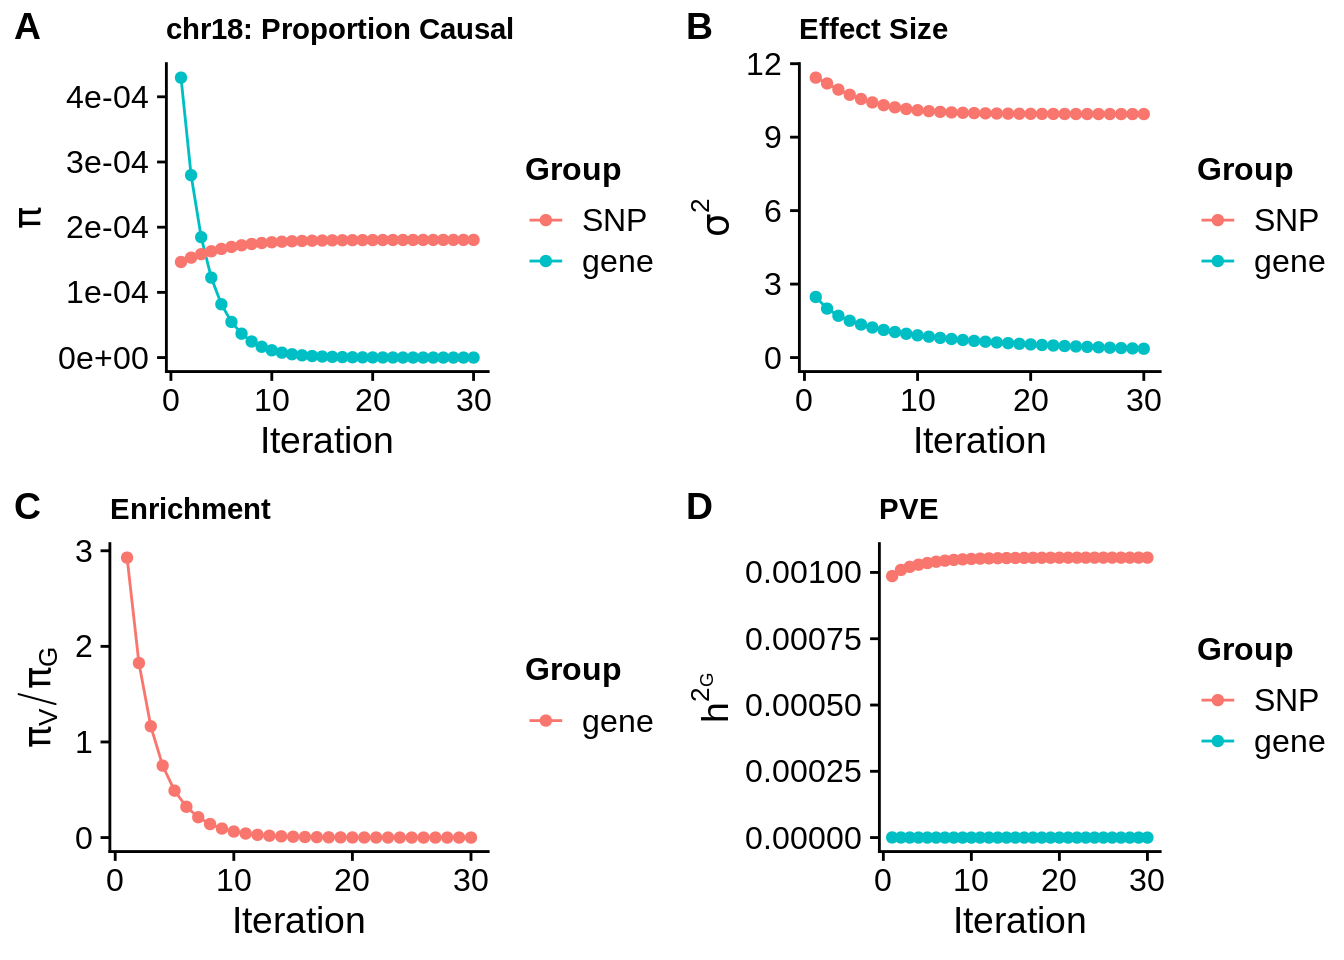 A
chr18: Proportion Causal
4e-04
3e-04
2e-04
1e-04
0e+00
π
0 10 20 30
Iteration
Group
SNP
gene
B
Effect Size
12
9
6
3
0
σ²
0 10 20 30
Iteration
Group
SNP
gene
C
Enrichment
3
2
1
0
πV/πG
0 10 20 30
Iteration
Group
gene
D
PVE
0.00100
0.00075
0.00050
0.00025
0.00000
h²G
0 10 20 30
Iteration
Group
SNP
gene